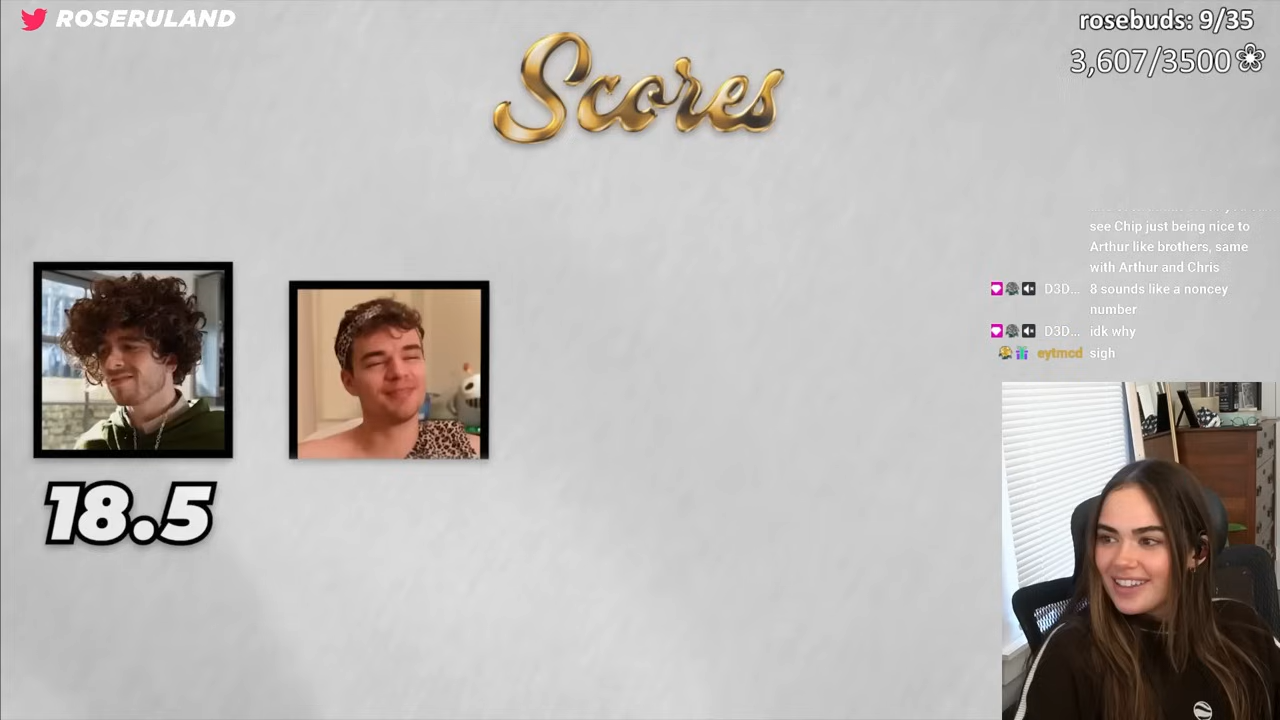 ROSERULAND
rosebuds: 9/35
3,607/3500
Scores
see Chip just being nice to
Arthur like brothers, same
with Arthur and Chris
D3D... 8 sounds like a noncey
number
D3D... idk why
eytmcd sigh
18.5